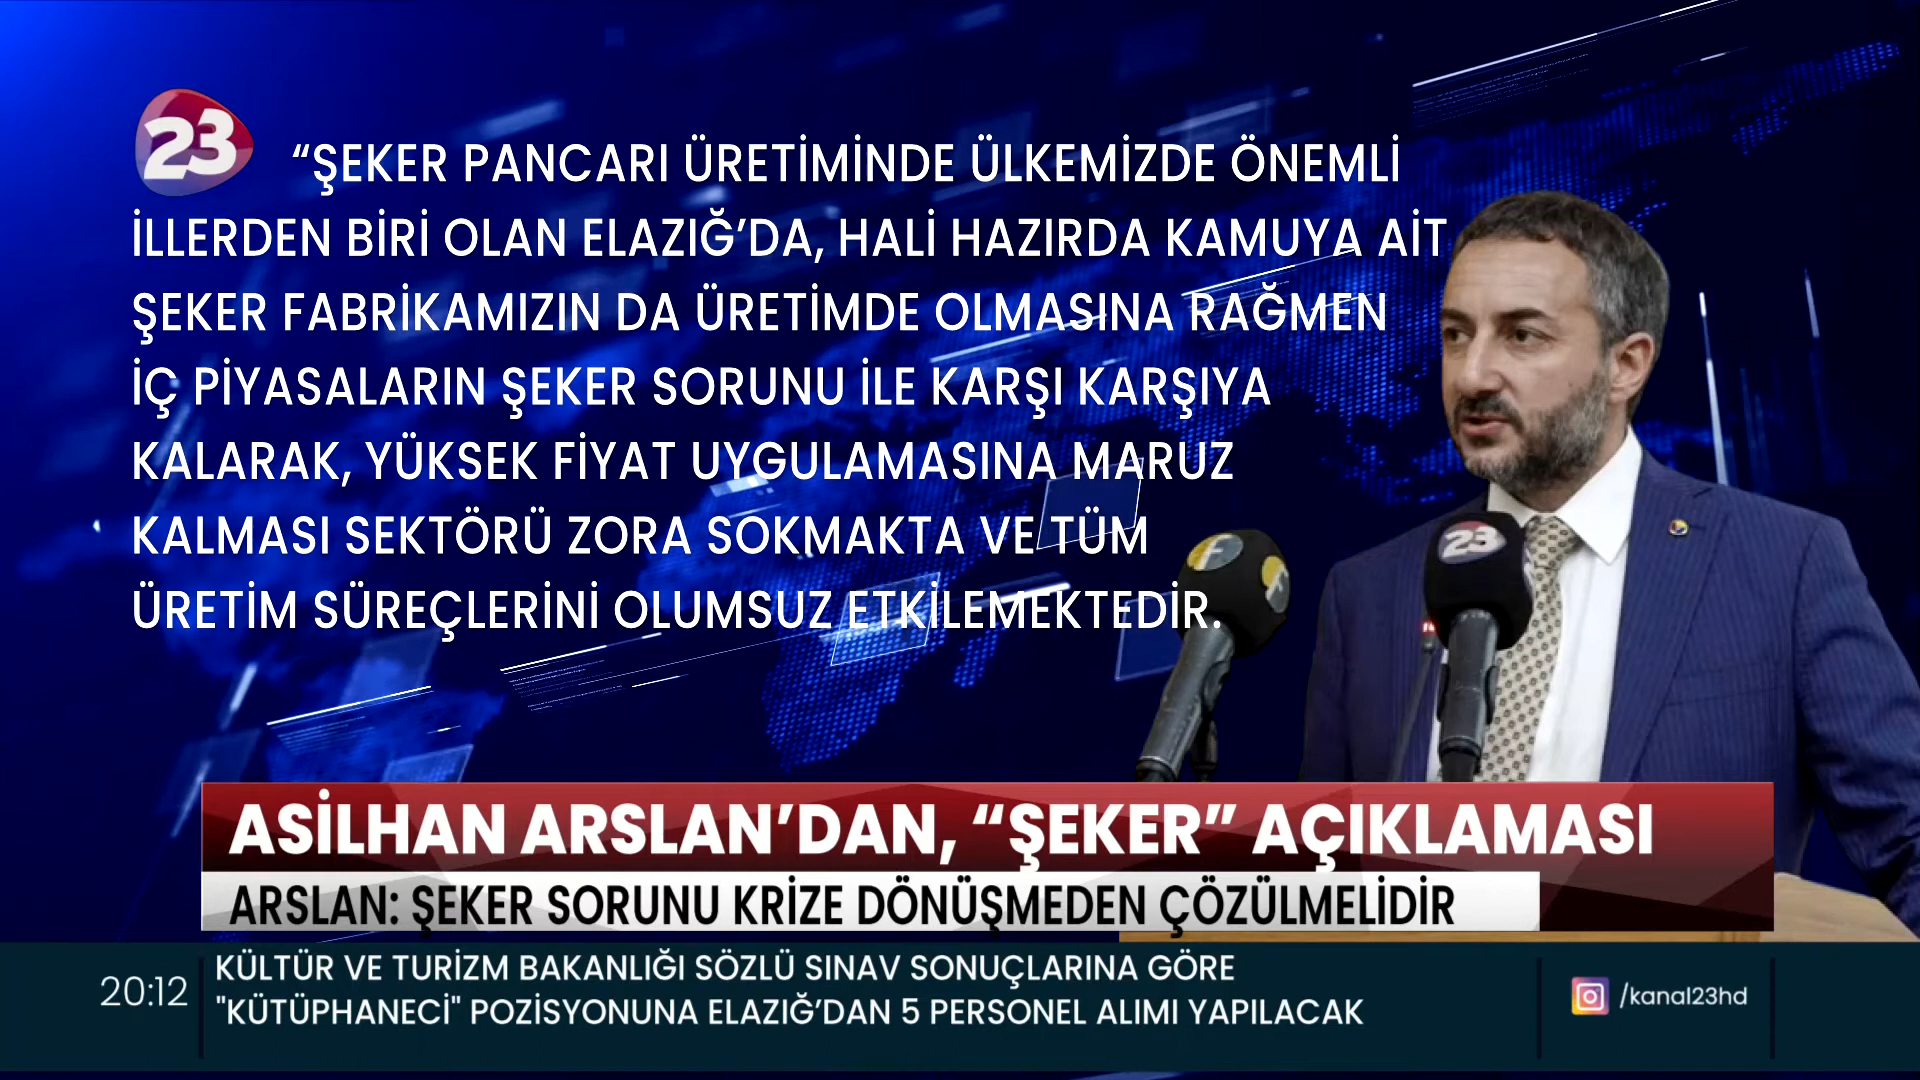 23
“ŞEKER PANCARI ÜRETİMİNDE ÜLKEMİZDE ÖNEMLİ
İLLERDEN BİRİ OLAN ELAZIĞ’DA, HALİ HAZIRDA KAMUYA AİT
ŞEKER FABRİKAMIZIN DA ÜRETİMDE OLMASINA RAĞMEN
İÇ PİYASALARIN ŞEKER SORUNU İLE KARŞI KARŞIYA
KALARAK, YÜKSEK FİYAT UYGULAMASINA MARUZ
KALMASI SEKTÖRÜ ZORA SOKMAKTA VE TÜM
ÜRETİM SÜREÇLERİNİ OLUMSUZ ETKİLEMEKTEDİR.
23
ASİLHAN ARSLAN’DAN, “ŞEKER” AÇIKLAMASI
ARSLAN: ŞEKER SORUNU KRİZE DÖNÜŞMEDEN ÇÖZÜLMELİDİR
20:12
KÜLTÜR VE TURİZM BAKANLIĞI SÖZLÜ SINAV SONUÇLARINA GÖRE
"KÜTÜPHANECİ" POZİSYONUNA ELAZIĞ’DAN 5 PERSONEL ALIMI YAPILACAK
/kanal23hd